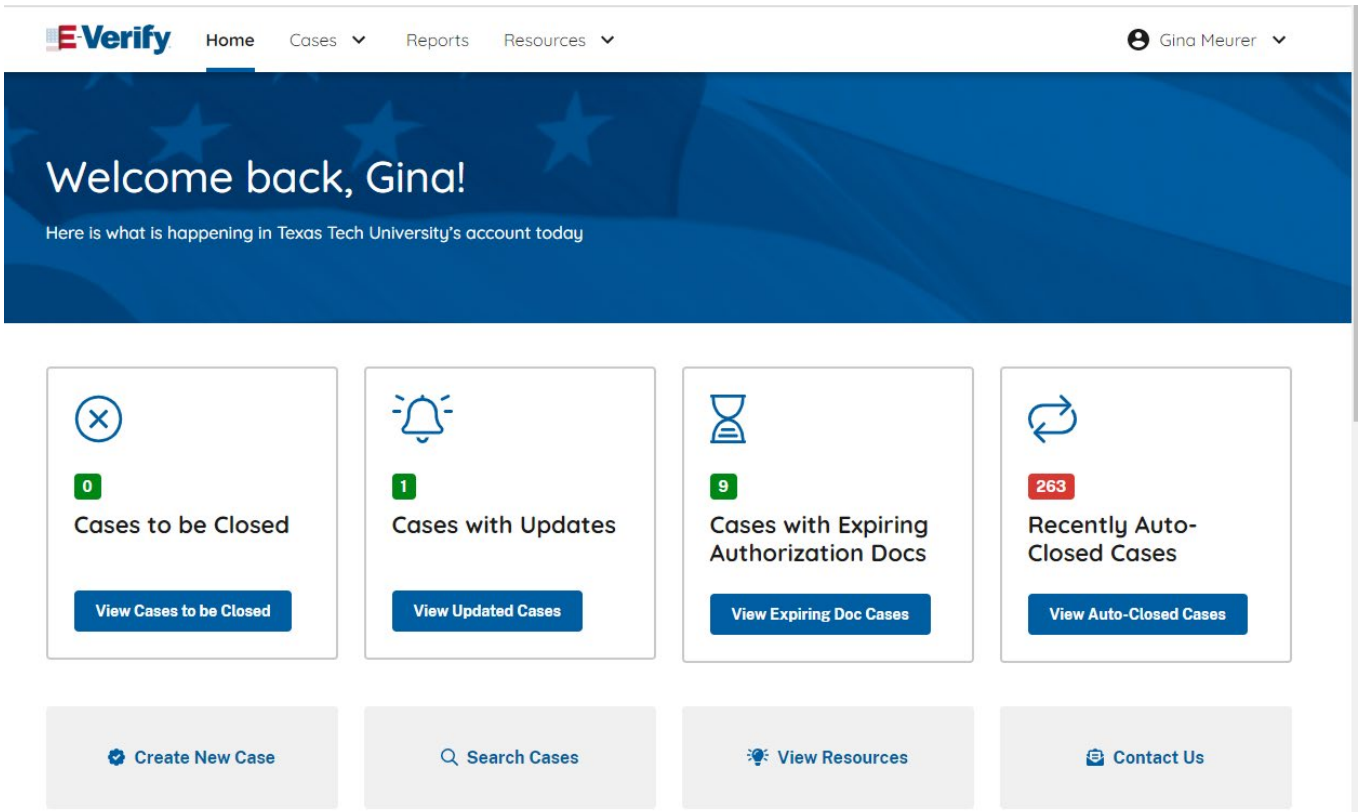 E-Verify Home Cases Reports Resources Gina Meurer
Welcome back, Gina!
Here is what is happening in Texas Tech University's account today
0
Cases to be Closed
View Cases to be Closed
1
Cases with Updates
View Updated Cases
9
Cases with Expiring
Authorization Docs
View Expiring Doc Cases
263
Recently Auto-
Closed Cases
View Auto-Closed Cases
Create New Case
Search Cases
View Resources
Contact Us